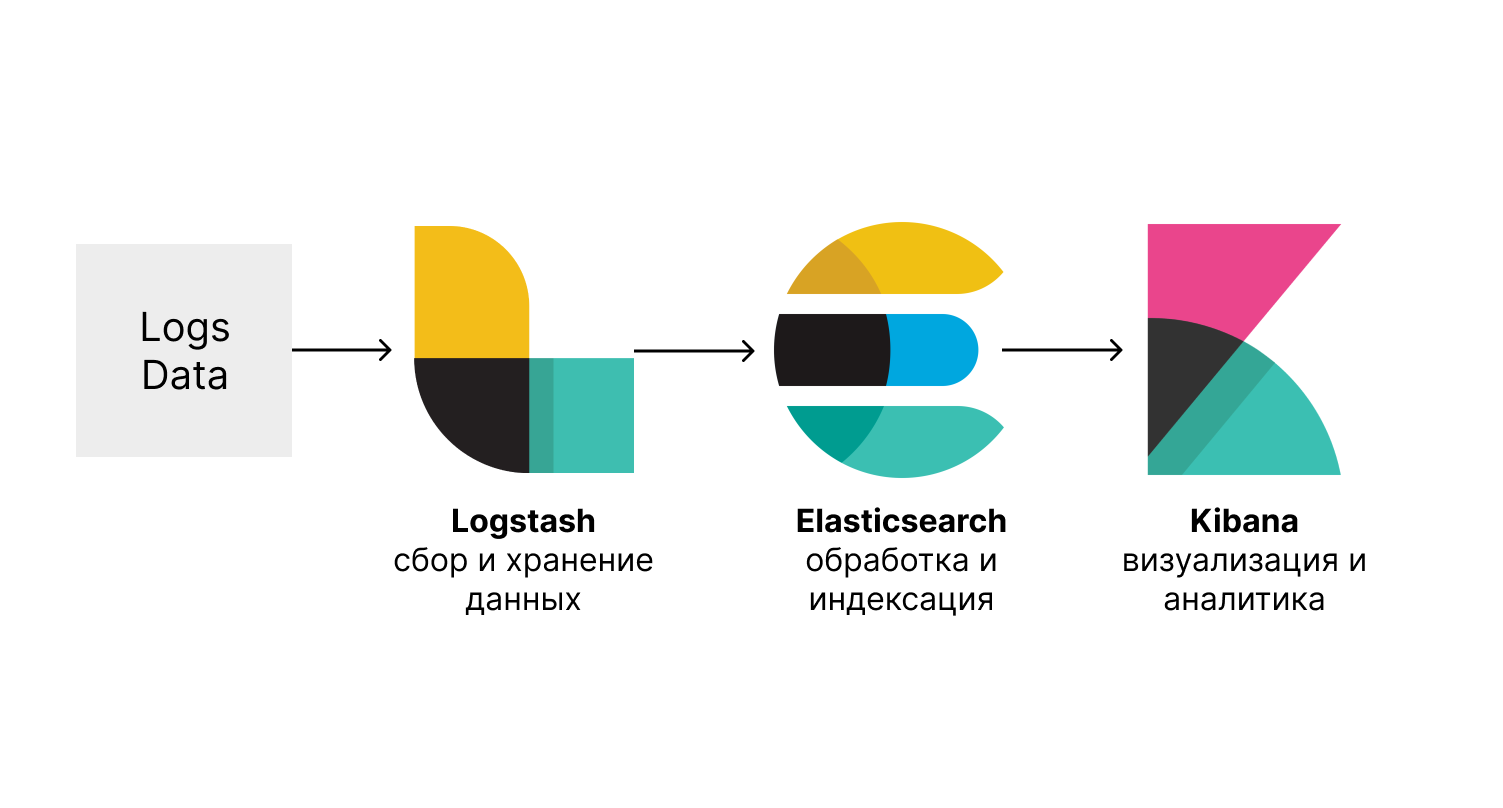 Logs
Data
Logstash
сбор и хранение
данных
Elasticsearch
обработка и
индексация
Kibana
визуализация и
аналитика